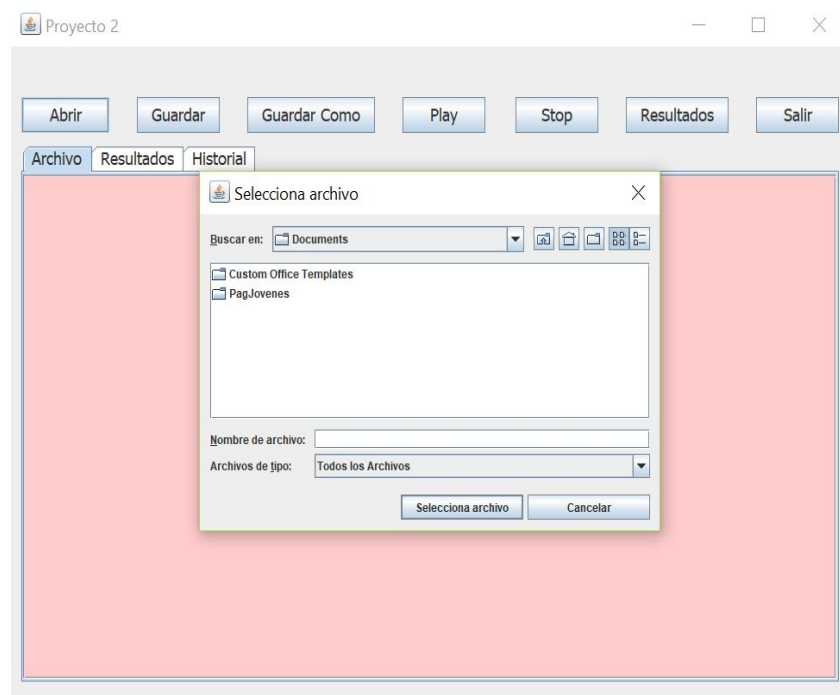 Proyecto 2
Abrir Guardar Guardar Como Play Stop Resultados Salir
Archivo Resultados Historial
Selecciona archivo
Buscar en: Documents
Custom Office Templates
PagJovenes
Nombre de archivo:
Archivos de tipo: Todos los Archivos
Selecciona archivo Cancelar